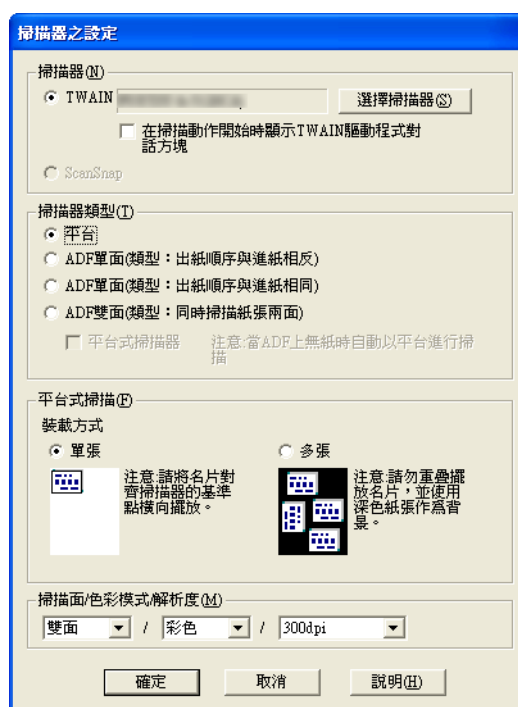 掃描器之設定
掃描器(N)
TWAIN
選擇掃描器(S)
在掃描動作開始時顯示TWAIN驅動程式對
話方塊
ScanSnap
掃描器類型(T)
平台
ADF單面(類型：出紙順序與進紙相反)
ADF單面(類型：出紙順序與進紙相同)
ADF雙面(類型：同時掃描紙張兩面)
平台式掃描器 注意:當ADF上無紙時自動以平台進行掃
描
平台式掃描(F)
裝載方式
單張
注意:請將名片對
齊掃描器的基準
點橫向擺放。
多張
注意:請勿重疊擺
放名片，並使用
深色紙張作為背
景。
掃描面/色彩模式/解析度(M)
雙面 / 彩色 / 300dpi
確定 取消 說明(H)